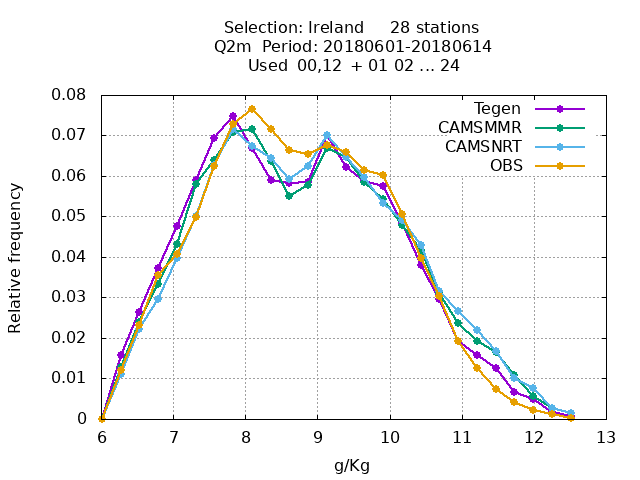 Selection: Ireland 28 stations
Q2m Period: 20180601-20180614
Used 00,12 + 01 02 ... 24
Relative frequency
0.08
0.07
0.06
0.05
0.04
0.03
0.02
0.01
0
Tegen
CAMSMMR
CAMSNRT
OBS
6 7 8 9 10 11 12 13
g/Kg